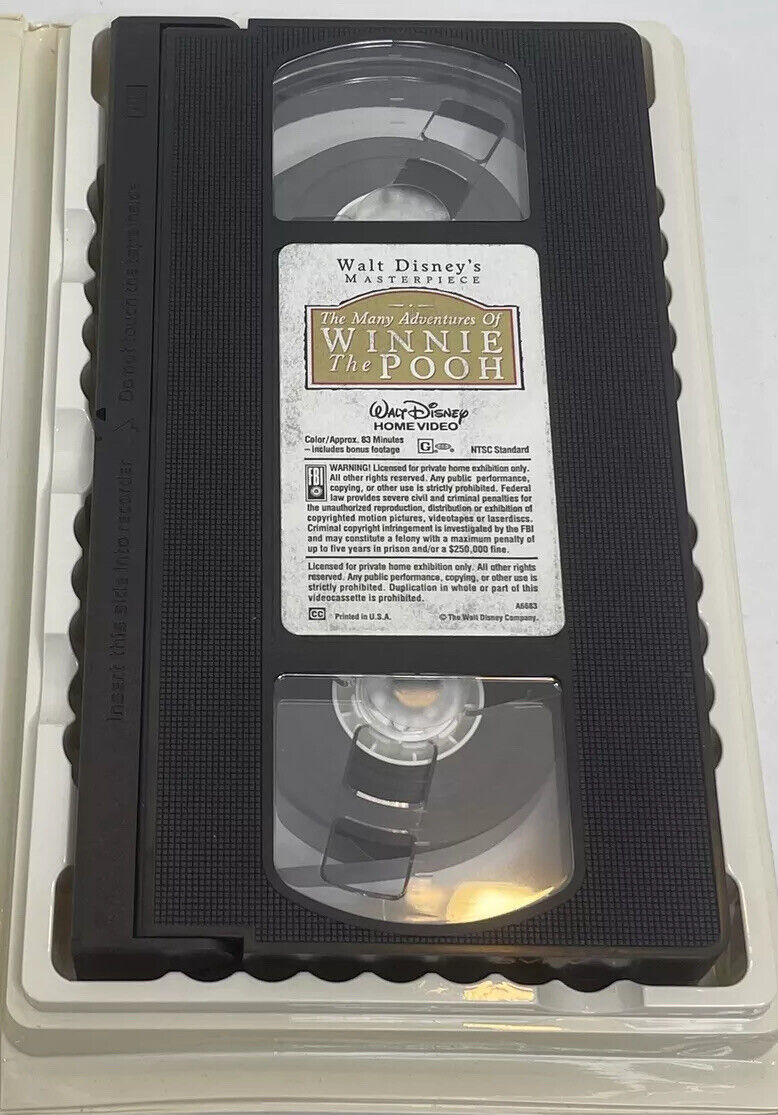 Walt Disney's
MASTERPIECE
The Many Adventures Of
WINNIE
The POOH
WALT DISNEY
HOME VIDEO
Color/Approx. 83 Minutes
– includes bonus footage
G
NTSC Standard
FBI
WARNING! Licensed for private home exhibition only.
All other rights reserved. Any public performance,
copying, or other use is strictly prohibited. Federal
law provides severe civil and criminal penalties for
the unauthorized reproduction, distribution or exhibition of
copyrighted motion pictures, videotapes or laserdiscs.
Criminal copyright infringement is investigated by the FBI
and may constitute a felony with a maximum penalty of
up to five years in prison and/or a $250,000 fine.
Licensed for private home exhibition only. All other rights
reserved. Any public performance, copying, or other use is
strictly prohibited. Duplication in whole or part of this
videocassette is prohibited.
A6683
CC Printed in U.S.A. © The Walt Disney Company.
Insert this side into recorder
Do not touch the tape inside